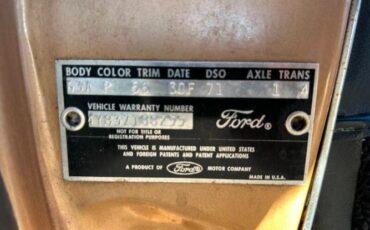 BODY COLOR TRIM DATE DSO AXLE TRANS
63A P 56 30F 71 1 4
VEHICLE WARRANTY NUMBER
Ford®
NOT FOR TITLE OR
REGISTRATION PURPOSES
THIS VEHICLE IS MANUFACTURED UNDER UNITED STATES
AND FOREIGN PATENTS AND PATENT APPLICATIONS
A PRODUCT OF Ford MOTOR COMPANY
MADE IN U.S.A.